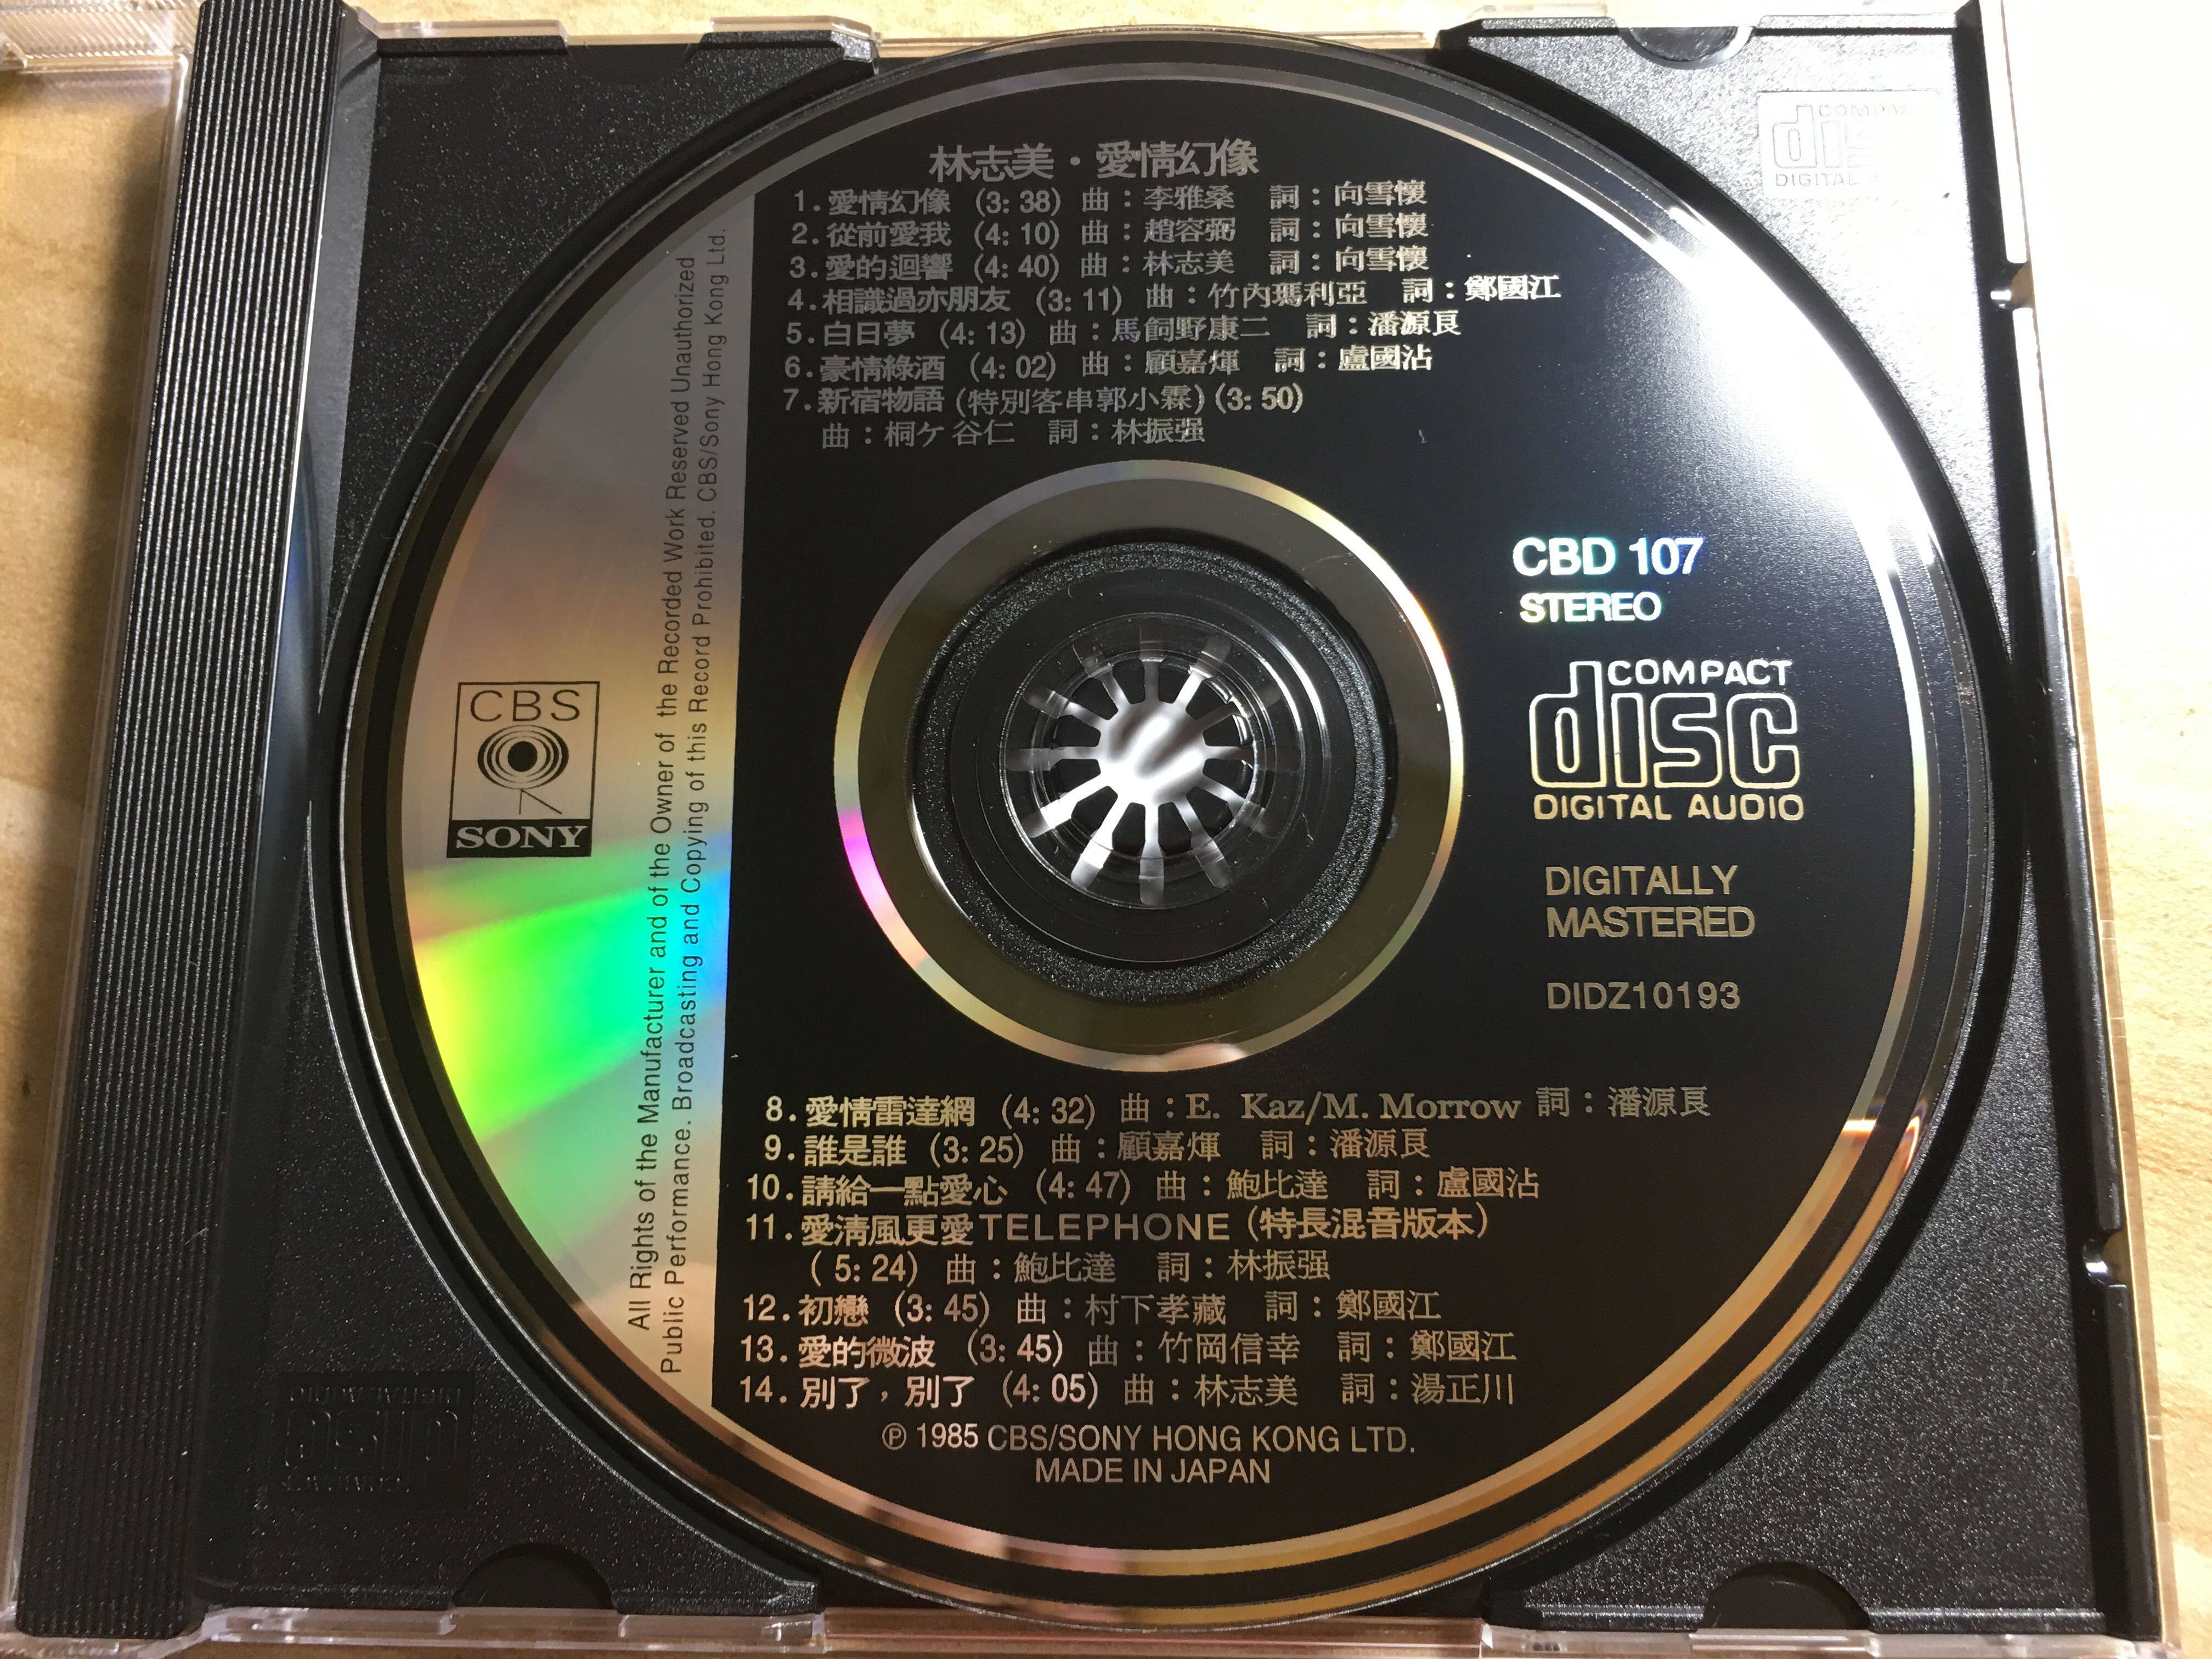 林志美・愛情幻像
1. 愛情幻像 (3: 38) 曲：李雅桑 詞：向雪懷
2. 從前愛我 (4: 10) 曲：趙容弼 詞：向雪懷
3. 愛的迴響 (4: 40) 曲：林志美 詞：向雪懷
4. 相識過亦朋友 (3: 11) 曲：竹內瑪利亞 詞：鄭國江
5. 白日夢 (4: 13) 曲：馬飼野康二 詞：潘源良
6. 豪情綠酒 (4: 02) 曲：顧嘉煇 詞：盧國沾
7. 新宿物語 (特別客串郭小霖) (3: 50)
曲：桐ケ谷仁 詞：林振强
CBD 107
STEREO
COMPACT
disc
DIGITAL AUDIO
DIGITALLY
MASTERED
DIDZ10193
CBS
SONY
All Rights of the Manufacturer and of the Owner of the Recorded Work Reserved Unauthorized
Public Performance. Broadcasting and Copying of this Record Prohibited. CBS/Sony Hong Kong Ltd.
8. 愛情雷達網 (4: 32) 曲：E. Kaz/M. Morrow 詞：潘源良
9. 誰是誰 (3: 25) 曲：顧嘉煇 詞：潘源良
10. 請給一點愛心 (4: 47) 曲：鮑比達 詞：盧國沾
11. 愛清風更愛TELEPHONE (特長混音版本)
( 5: 24) 曲：鮑比達 詞：林振强
12. 初戀 (3: 45) 曲：村下孝藏 詞：鄭國江
13. 愛的微波 (3: 45) 曲：竹岡信幸 詞：鄭國江
14. 別了，別了 (4: 05) 曲：林志美 詞：湯正川
℗ 1985 CBS/SONY HONG KONG LTD.
MADE IN JAPAN